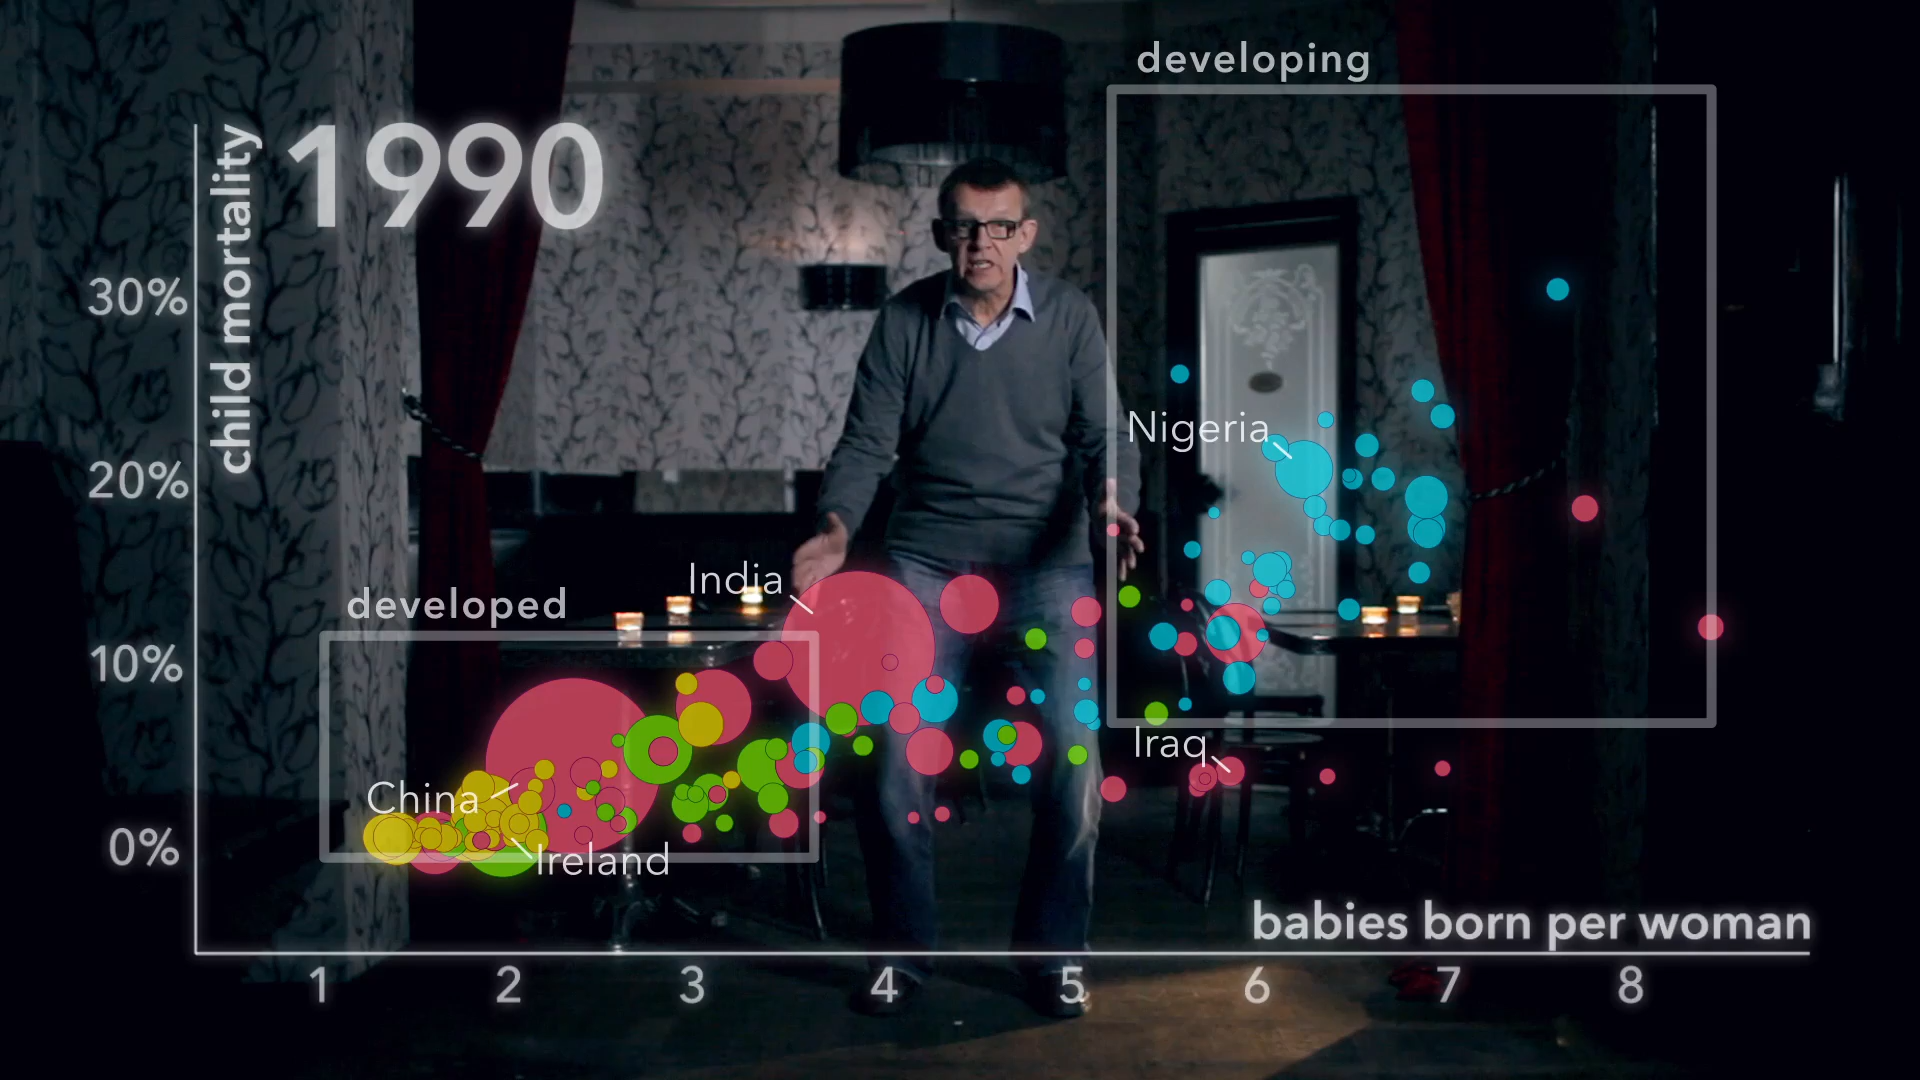 developing
1990
child mortality
30%
Nigeria
20%
India
developed
10%
Iraq
China
0%
Ireland
babies born per woman
1 2 3 4 5 6 7 8